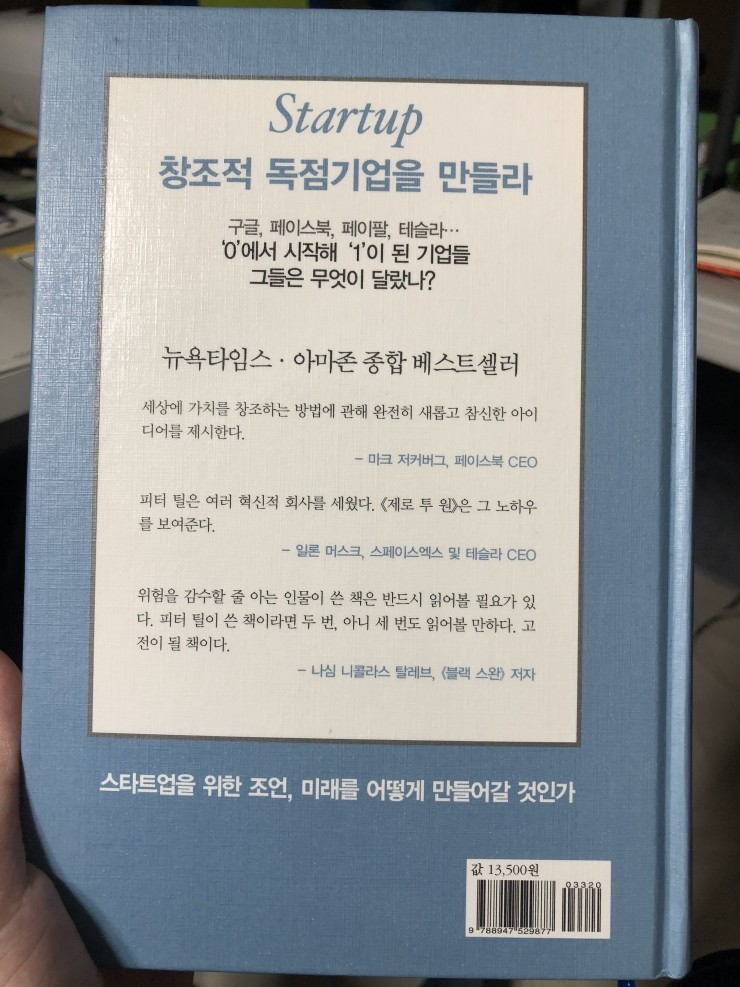 Startup
창조적 독점기업을 만들라
구글, 페이스북, 페이팔, 테슬라…
‘0’에서 시작해 ‘1’이 된 기업들
그들은 무엇이 달랐나?
뉴욕타임스 · 아마존 종합 베스트셀러
세상에 가치를 창조하는 방법에 관해 완전히 새롭고 참신한 아이
디어를 제시한다.
– 마크 저커버그, 페이스북 CEO
피터 틸은 여러 혁신적 회사를 세웠다. 《제로 투 원》은 그 노하우
를 보여준다.
– 일론 머스크, 스페이스엑스 및 테슬라 CEO
위험을 감수할 줄 아는 인물이 쓴 책은 반드시 읽어볼 필요가 있
다. 피터 틸이 쓴 책이라면 두 번, 아니 세 번도 읽어볼 만하다. 고
전이 될 책이다.
– 나심 니콜라스 탈레브, 《블랙 스완》 저자
스타트업을 위한 조언, 미래를 어떻게 만들어갈 것인가
값 13,500원
03320
9 788947 529877